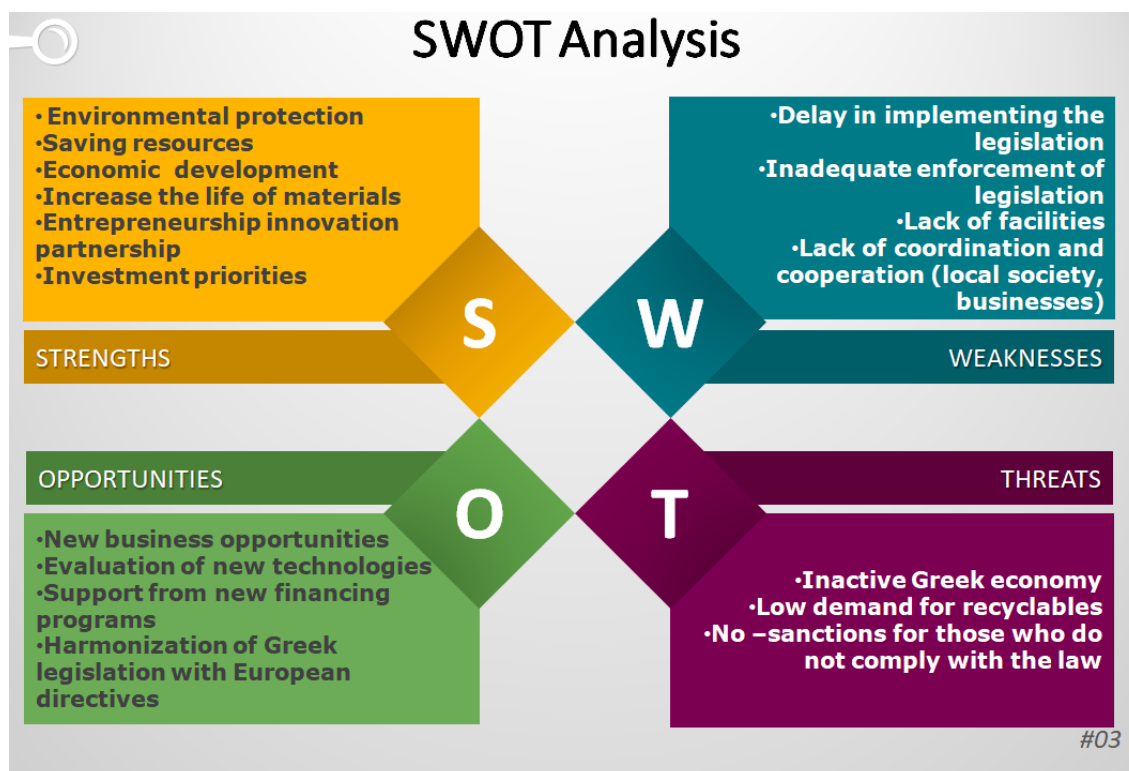 SWOT Analysis
• Environmental protection
•Saving resources
•Economic development
•Increase the life of materials
•Entrepreneurship innovation
partnership
•Investment priorities
S
STRENGTHS
•Delay in implementing the
legislation
•Inadequate enforcement of
legislation
•Lack of facilities
•Lack of coordination and
cooperation (local society,
businesses)
W
WEAKNESSES
OPPORTUNITIES
O
•New business opportunities
•Evaluation of new technologies
•Support from new financing
programs
•Harmonization of Greek
legislation with European
directives
THREATS
T
•Inactive Greek economy
•Low demand for recyclables
•No –sanctions for those who do
not comply with the law
#03